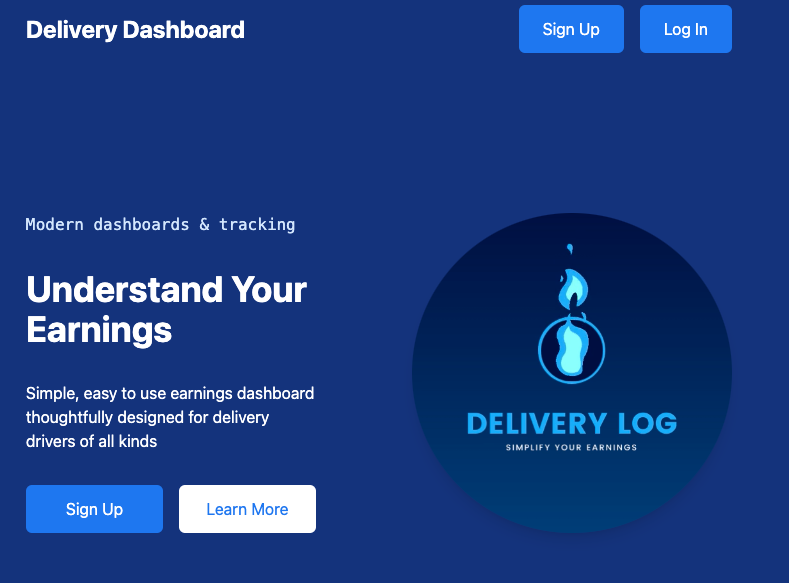 Delivery Dashboard
Sign Up
Log In
Modern dashboards & tracking
Understand Your
Earnings
Simple, easy to use earnings dashboard
thoughtfully designed for delivery
drivers of all kinds
Sign Up
Learn More
DELIVERY LOG
SIMPLIFY YOUR EARNINGS